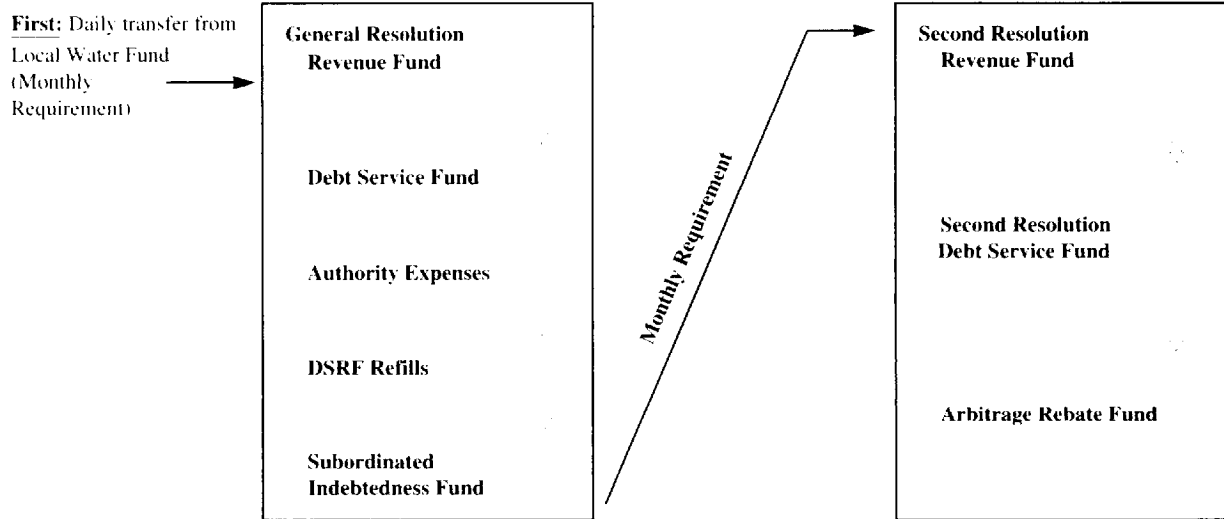 First: Daily transfer from
Local Water Fund
(Monthly
Requirement)
General Resolution
Revenue Fund
Debt Service Fund
Authority Expenses
DSRF Refills
Subordinated
Indebtedness Fund
Monthly Requirement
Second Resolution
Revenue Fund
Second Resolution
Debt Service Fund
Arbitrage Rebate Fund